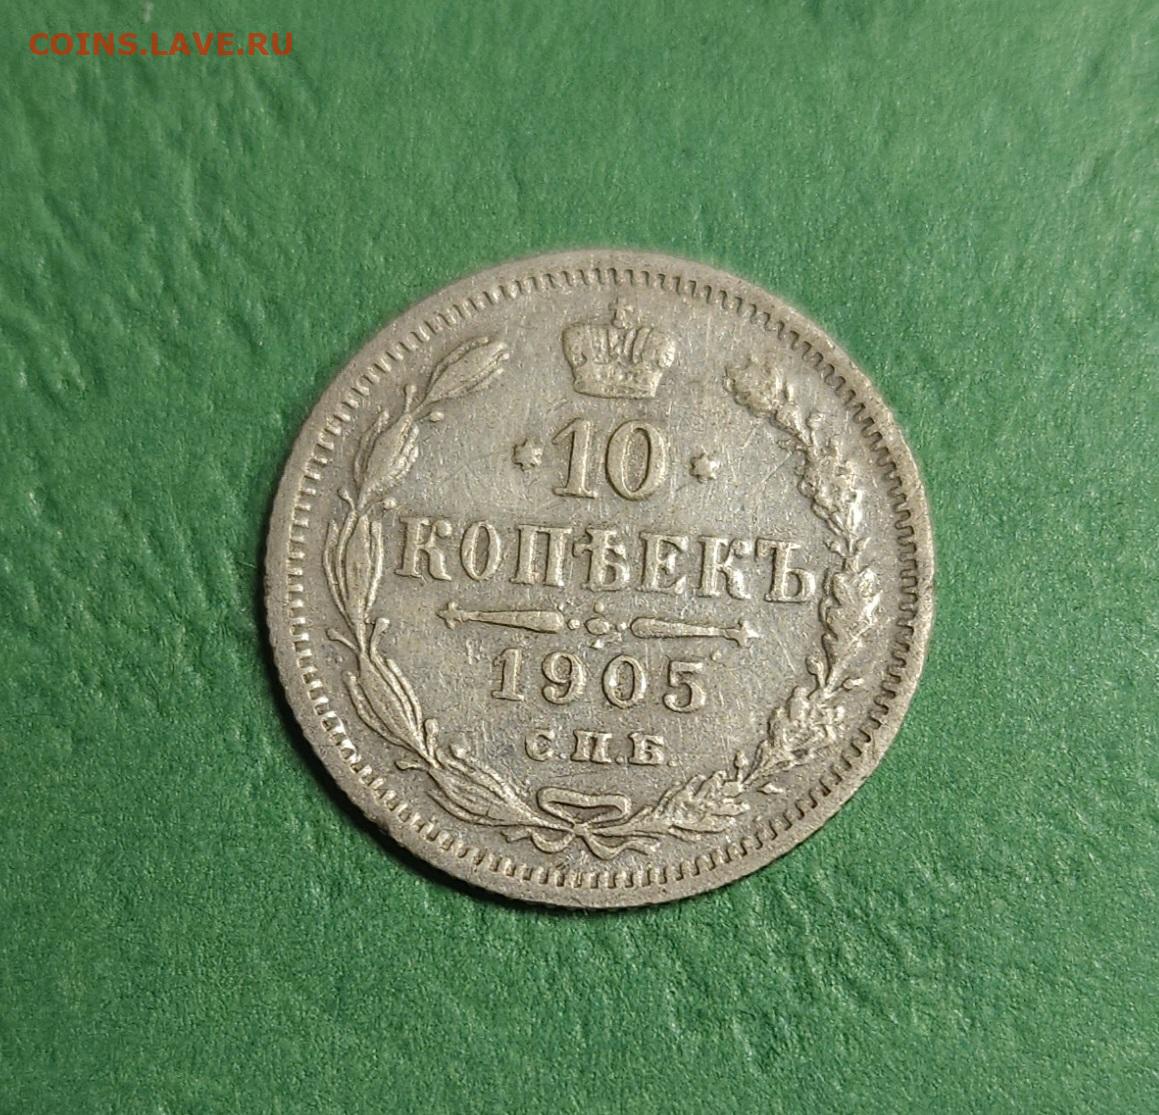 COINS.LAVE.RU
* 10 *
КОПѢЕКЪ
1905
С.П.Б.